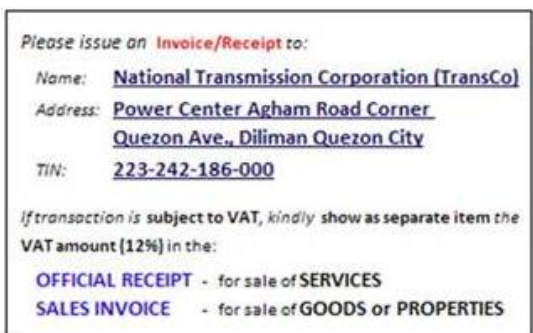 Please issue an Invoice/Receipt to:
Name: National Transmission Corporation (TransCo)
Address: Power Center Agham Road Corner
Quezon Ave., Diliman Quezon City
TIN: 223-242-186-000
If transaction is subject to VAT, kindly show as separate item the
VAT amount (12%) in the:
OFFICIAL RECEIPT - for sale of SERVICES
SALES INVOICE - for sale of GOODS or PROPERTIES